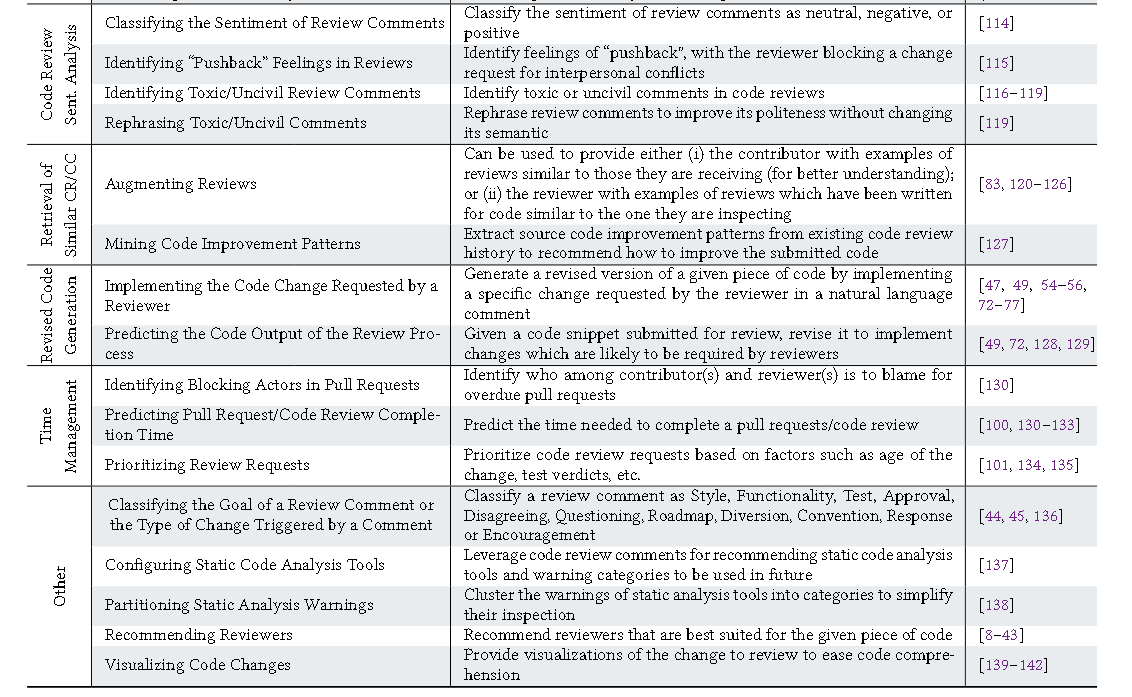 Code Review
Sent. Analysis
Classifying the Sentiment of Review Comments
Classify the sentiment of review comments as neutral, negative, or
positive
[114]
Identifying “Pushback” Feelings in Reviews
Identify feelings of “pushback", with the reviewer blocking a change
request for interpersonal conflicts
[115]
Identifying Toxic/Uncivil Review Comments
Identify toxic or uncivil comments in code reviews
[116–119]
Rephrasing Toxic/Uncivil Comments
Rephrase review comments to improve its politeness without changing
its semantic
[119]
Retrieval of
Similar CR/CC
Augmenting Reviews
Can be used to provide either (i) the contributor with examples of
reviews similar to those they are receiving (for better understanding);
or (ii) the reviewer with examples of reviews which have been written
for code similar to the one they are inspecting
[83, 120–126]
Mining Code Improvement Patterns
Extract source code improvement patterns from existing code review
history to recommend how to improve the submitted code
[127]
Revised Code
Generation
Implementing the Code Change Requested by a
Reviewer
Generate a revised version of a given piece of code by implementing
a specific change requested by the reviewer in a natural language
comment
[47, 49, 54–56,
72–77]
Predicting the Code Output of the Review Pro-
cess
Given a code snippet submitted for review, revise it to implement
changes which are likely to be required by reviewers
[49, 72, 128, 129]
Time
Management
Identifying Blocking Actors in Pull Requests
Identify who among contributor(s) and reviewer(s) is to blame for
overdue pull requests
[130]
Predicting Pull Request/Code Review Comple-
tion Time
Predict the time needed to complete a pull requests/code review
[100, 130–133]
Prioritizing Review Requests
Prioritize code review requests based on factors such as age of the
change, test verdicts, etc.
[101, 134, 135]
Other
Classifying the Goal of a Review Comment or
the Type of Change Triggered by a Comment
Classify a review comment as Style, Functionality, Test, Approval,
Disagreeing, Questioning, Roadmap, Diversion, Convention, Response
or Encouragement
[44, 45, 136]
Configuring Static Code Analysis Tools
Leverage code review comments for recommending static code analysis
tools and warning categories to be used in future
[137]
Partitioning Static Analysis Warnings
Cluster the warnings of static analysis tools into categories to simplify
their inspection
[138]
Recommending Reviewers
Recommend reviewers that are best suited for the given piece of code
[8–43]
Visualizing Code Changes
Provide visualizations of the change to review to ease code compre-
hension
[139–142]